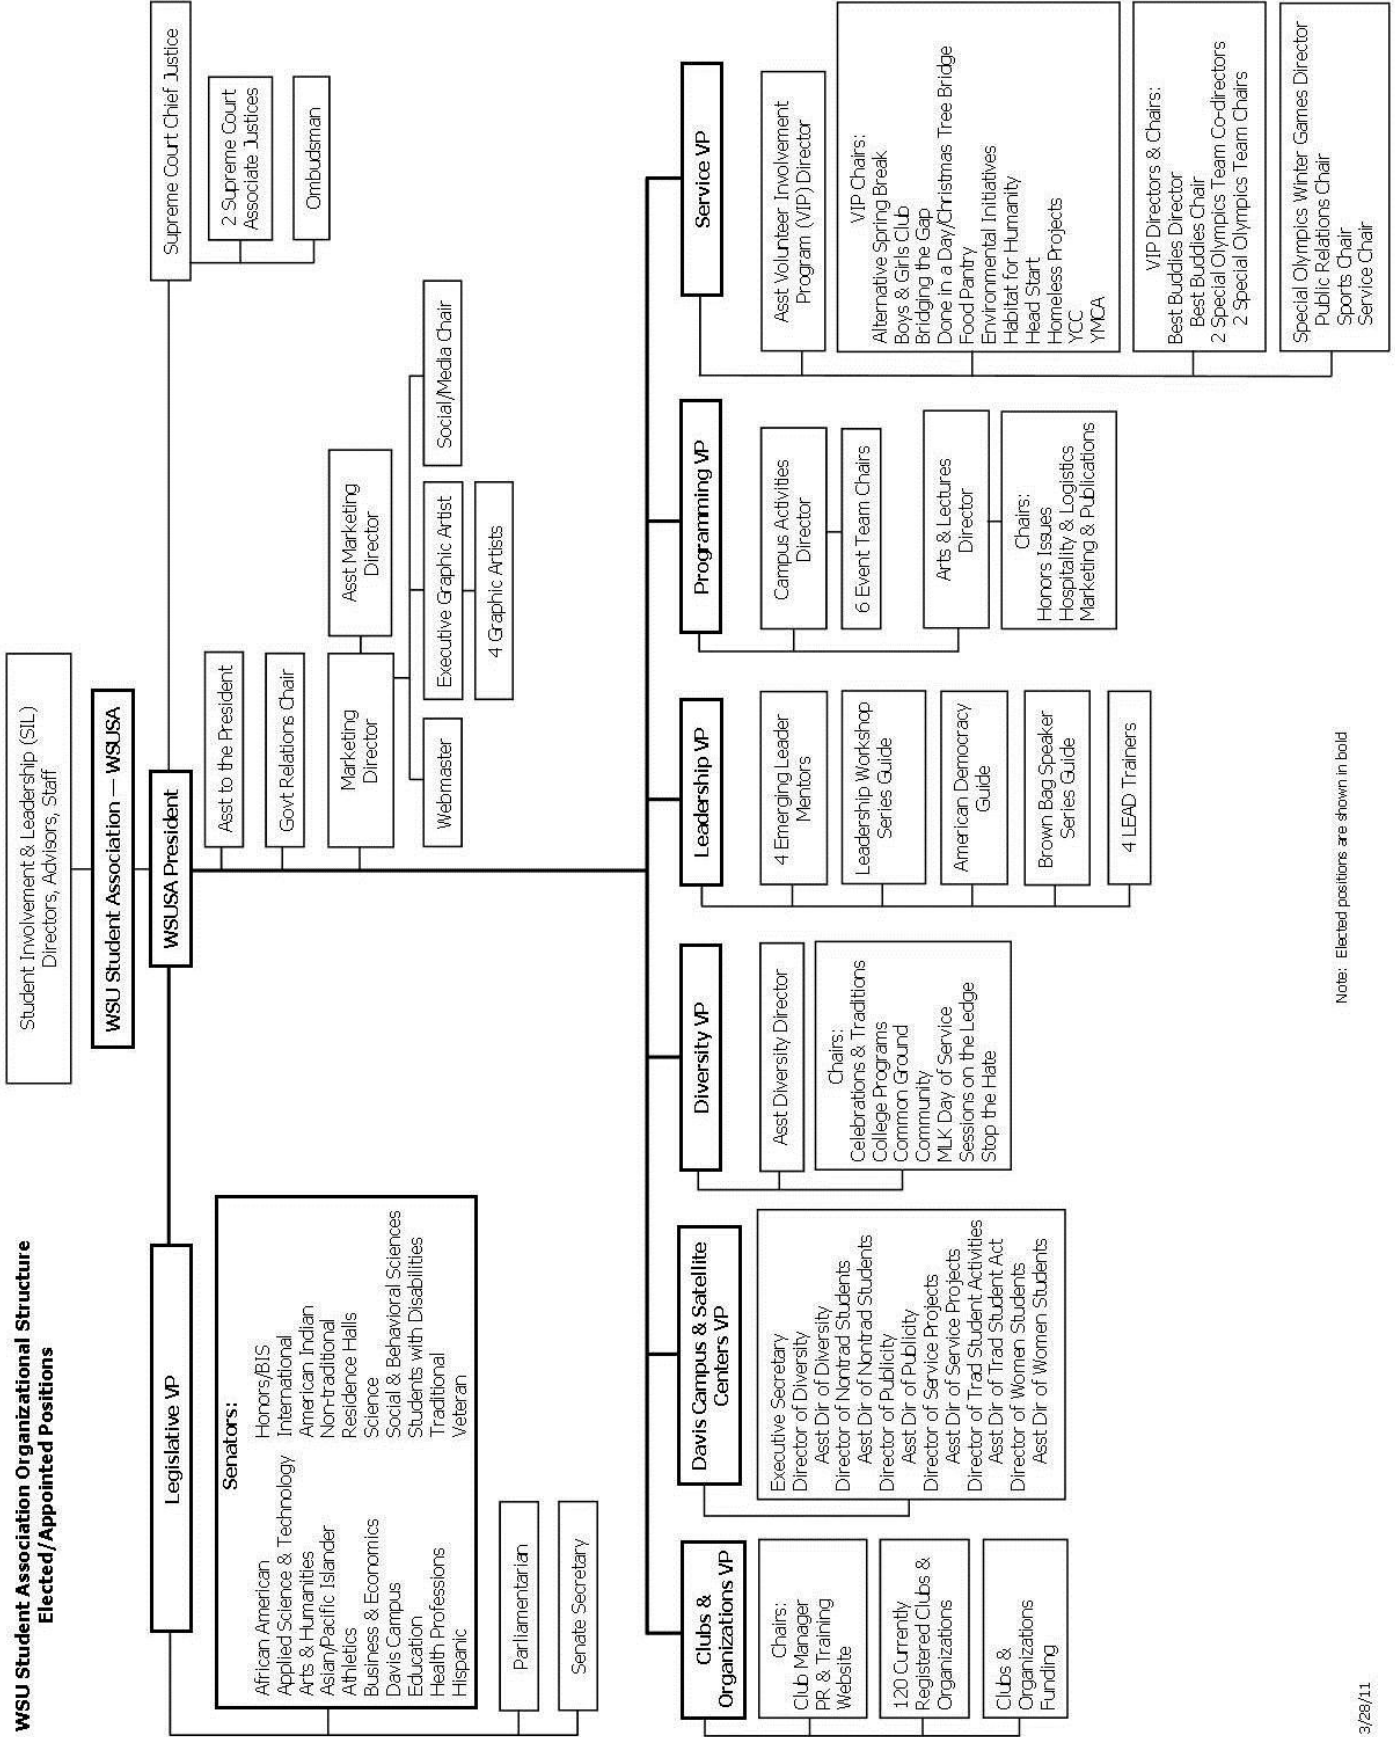 WSU Student Association Organizational Structure
Elected/Appointed Positions
Student Involvement & Leadership (SIL)
Directors, Advisors, Staff
WSU Student Association — WSUSA
Legislative VP
WSUSA President
Supreme Court Chief Justice
Senators:
African American
Applied Science & Technology
Arts & Humanities
Asian/Pacific Islander
Athletics
Business & Economics
Davis Campus
Education
Health Professions
Hispanic
Honors/BIS
International
American Indian
Non-traditional
Residence Halls
Science
Social & Behavioral Sciences
Students with Disabilities
Traditional
Veteran
Parliamentarian
Senate Secretary
Asst to the President
Govt Relations Chair
Marketing
Director
Asst Marketing
Director
Webmaster
Executive Graphic Artist
Social/Media Chair
4 Graphic Artists
2 Supreme Court
Associate Justices
Ombudsman
Clubs &
Organizations VP
Chairs:
Club Manager
PR & Training
Website
120 Currently
Registered Clubs &
Organizations
Clubs &
Organizations
Funding
Davis Campus & Satellite
Centers VP
Executive Secretary
Director of Diversity
Asst Dir of Diversity
Director of Nontrad Students
Asst Dir of Nontrad Students
Director of Publicity
Asst Dir of Publicity
Director of Service Projects
Asst Dir of Service Projects
Director of Trad Student Activities
Asst Dir of Trad Student Act
Director of Women Students
Asst Dir of Women Students
Diversity VP
Asst Diversity Director
Chairs:
Celebrations & Traditions
College Programs
Common Ground
Community
MLK Day of Service
Sessions on the Ledge
Stop the Hate
Leadership VP
4 Emerging Leader
Mentors
Leadership Workshop
Series Guide
American Democracy
Guide
Brown Bag Speaker
Series Guide
4 LEAD Trainers
Programming VP
Campus Activities
Director
6 Event Team Chairs
Arts & Lectures
Director
Chairs:
Honors Issues
Hospitality & Logistics
Marketing & Publications
Service VP
Asst Volunteer Involvement
Program (VIP) Director
VIP Chairs:
Alternative Spring Break
Boys & Girls Club
Bridging the Gap
Done in a Day/Christmas Tree Bridge
Food Pantry
Environmental Initiatives
Habitat for Humanity
Head Start
Homeless Projects
YCC
YMCA
VIP Directors & Chairs:
Best Buddies Director
Best Buddies Chair
2 Special Olympics Team Co-directors
2 Special Olympics Team Chairs
Special Olympics Winter Games Director
Public Relations Chair
Sports Chair
Service Chair
Note: Elected positions are shown in bold
3/28/11